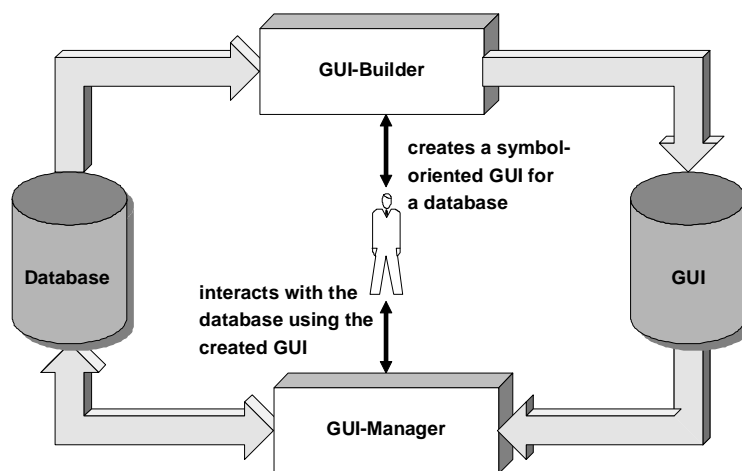 GUI-Builder
creates a symbol-
oriented GUI for
a database
Database
GUI
interacts with the
database using the
created GUI
GUI-Manager